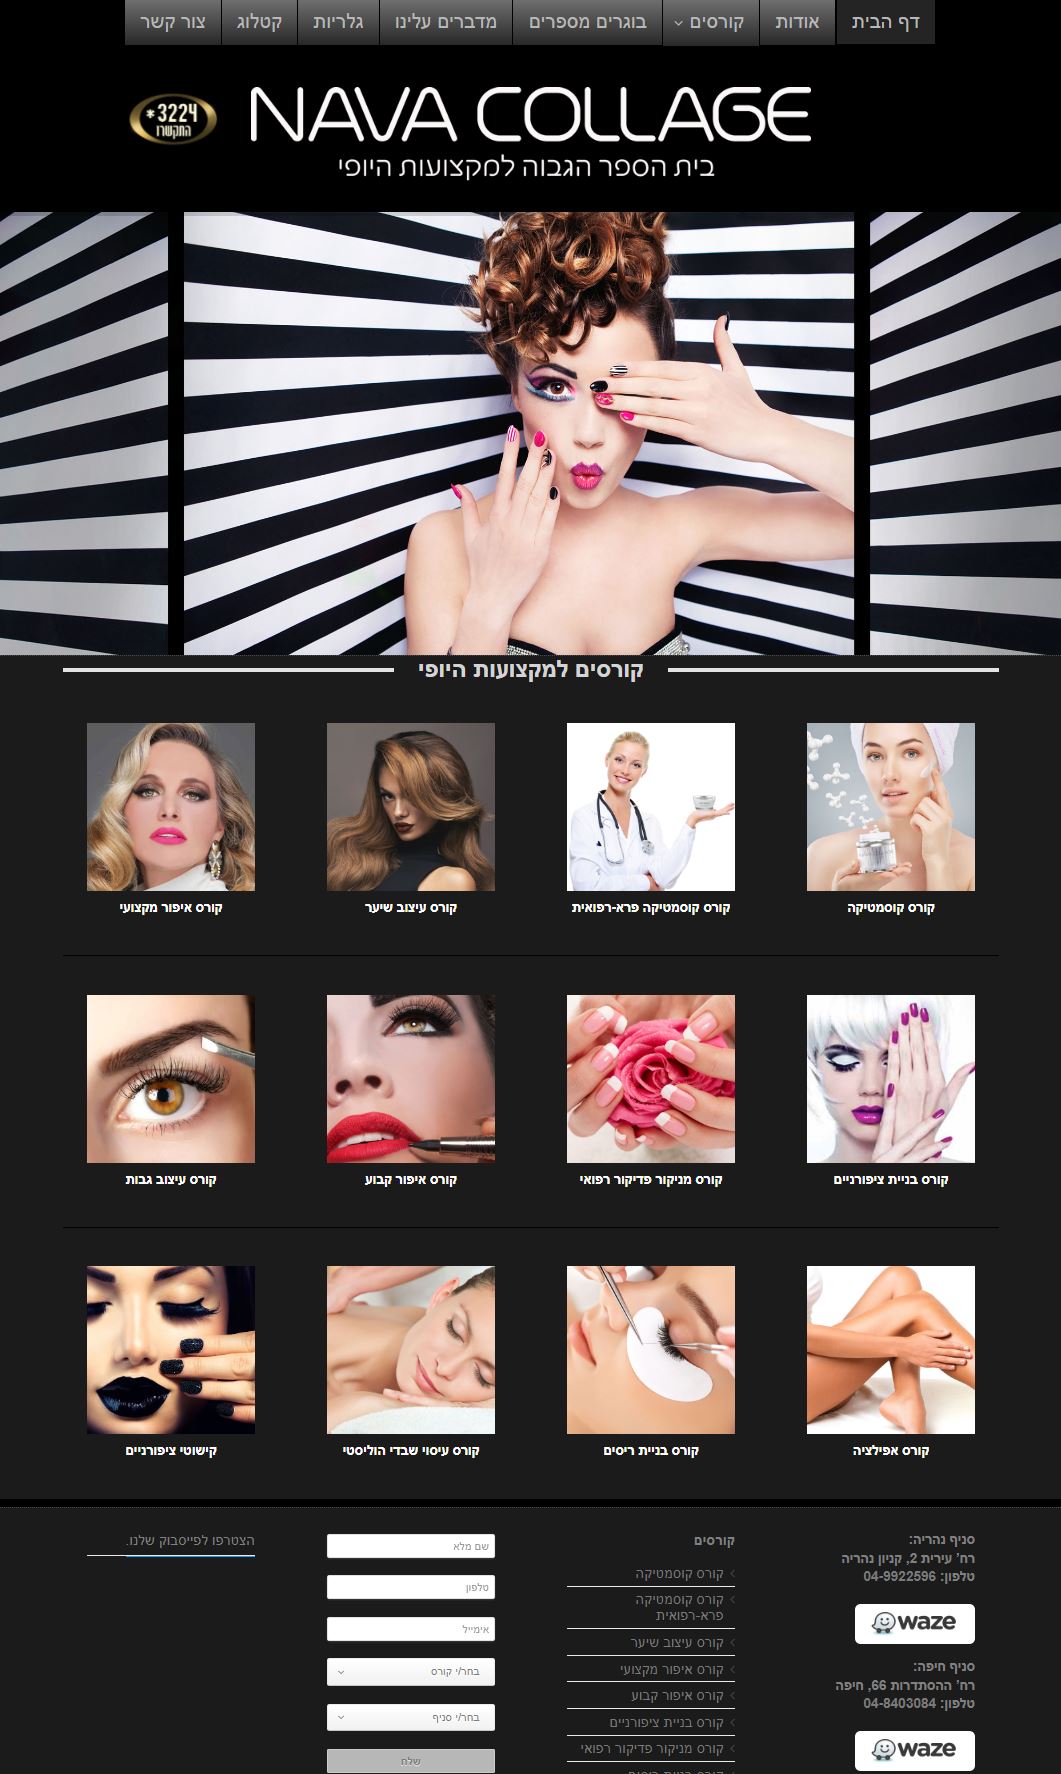 דף הבית
אודות
קורסים
בוגרים מספרים
מדברים עלינו
גלריות
קטלוג
צור קשר
NAVA COLLAGE
בית הספר הגבוה למקצועות היופי
*3224
התקשרו
קורסים למקצועות היופי
קורס קוסמטיקה
קורס קוסמטיקה פרא-רפואית
קורס עיצוב שיער
קורס איפור מקצועי
קורס בניית ציפורניים
קורס מניקור פדיקור רפואי
קורס איפור קבוע
קורס עיצוב גבות
קורס אפילציה
קורס בניית ריסים
קורס עיסוי שבדי הוליסטי
קישוטי ציפורניים
סניף נהריה:
רח' עירית 2, קניון נהריה
טלפון: 04-9922596
waze
סניף חיפה:
רח' ההסתדרות 66, חיפה
טלפון: 04-8403084
waze
קורסים
קורס קוסמטיקה
קורס קוסמטיקה
פרא-רפואית
קורס עיצוב שיער
קורס איפור מקצועי
קורס איפור קבוע
קורס בניית ציפורניים
קורס מניקור פדיקור רפואי
שם מלא
טלפון
אימייל
בחר/י קורס
בחר/י סניף
שלח
הצטרפו לפייסבוק שלנו.